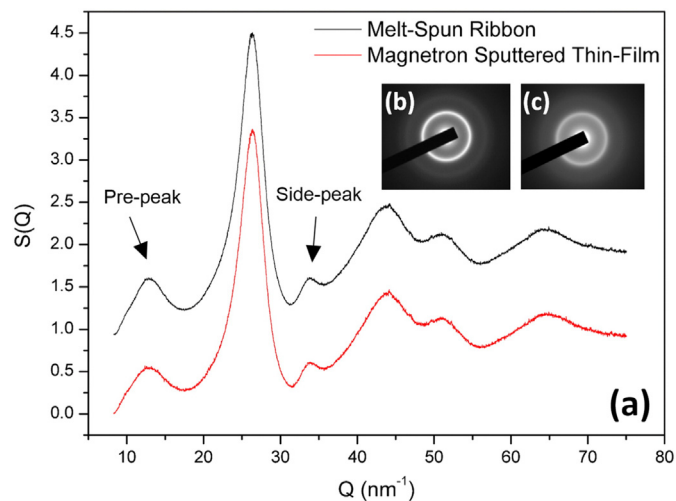 Melt-Spun Ribbon
Magnetron Sputtered Thin-Film
(b)
(c)
Pre-peak
Side-peak
(a)
S(Q)
4.5
4.0
3.5
3.0
2.5
2.0
1.5
1.0
0.5
0.0
10 20 30 40 50 60 70 80
Q (nm⁻¹)